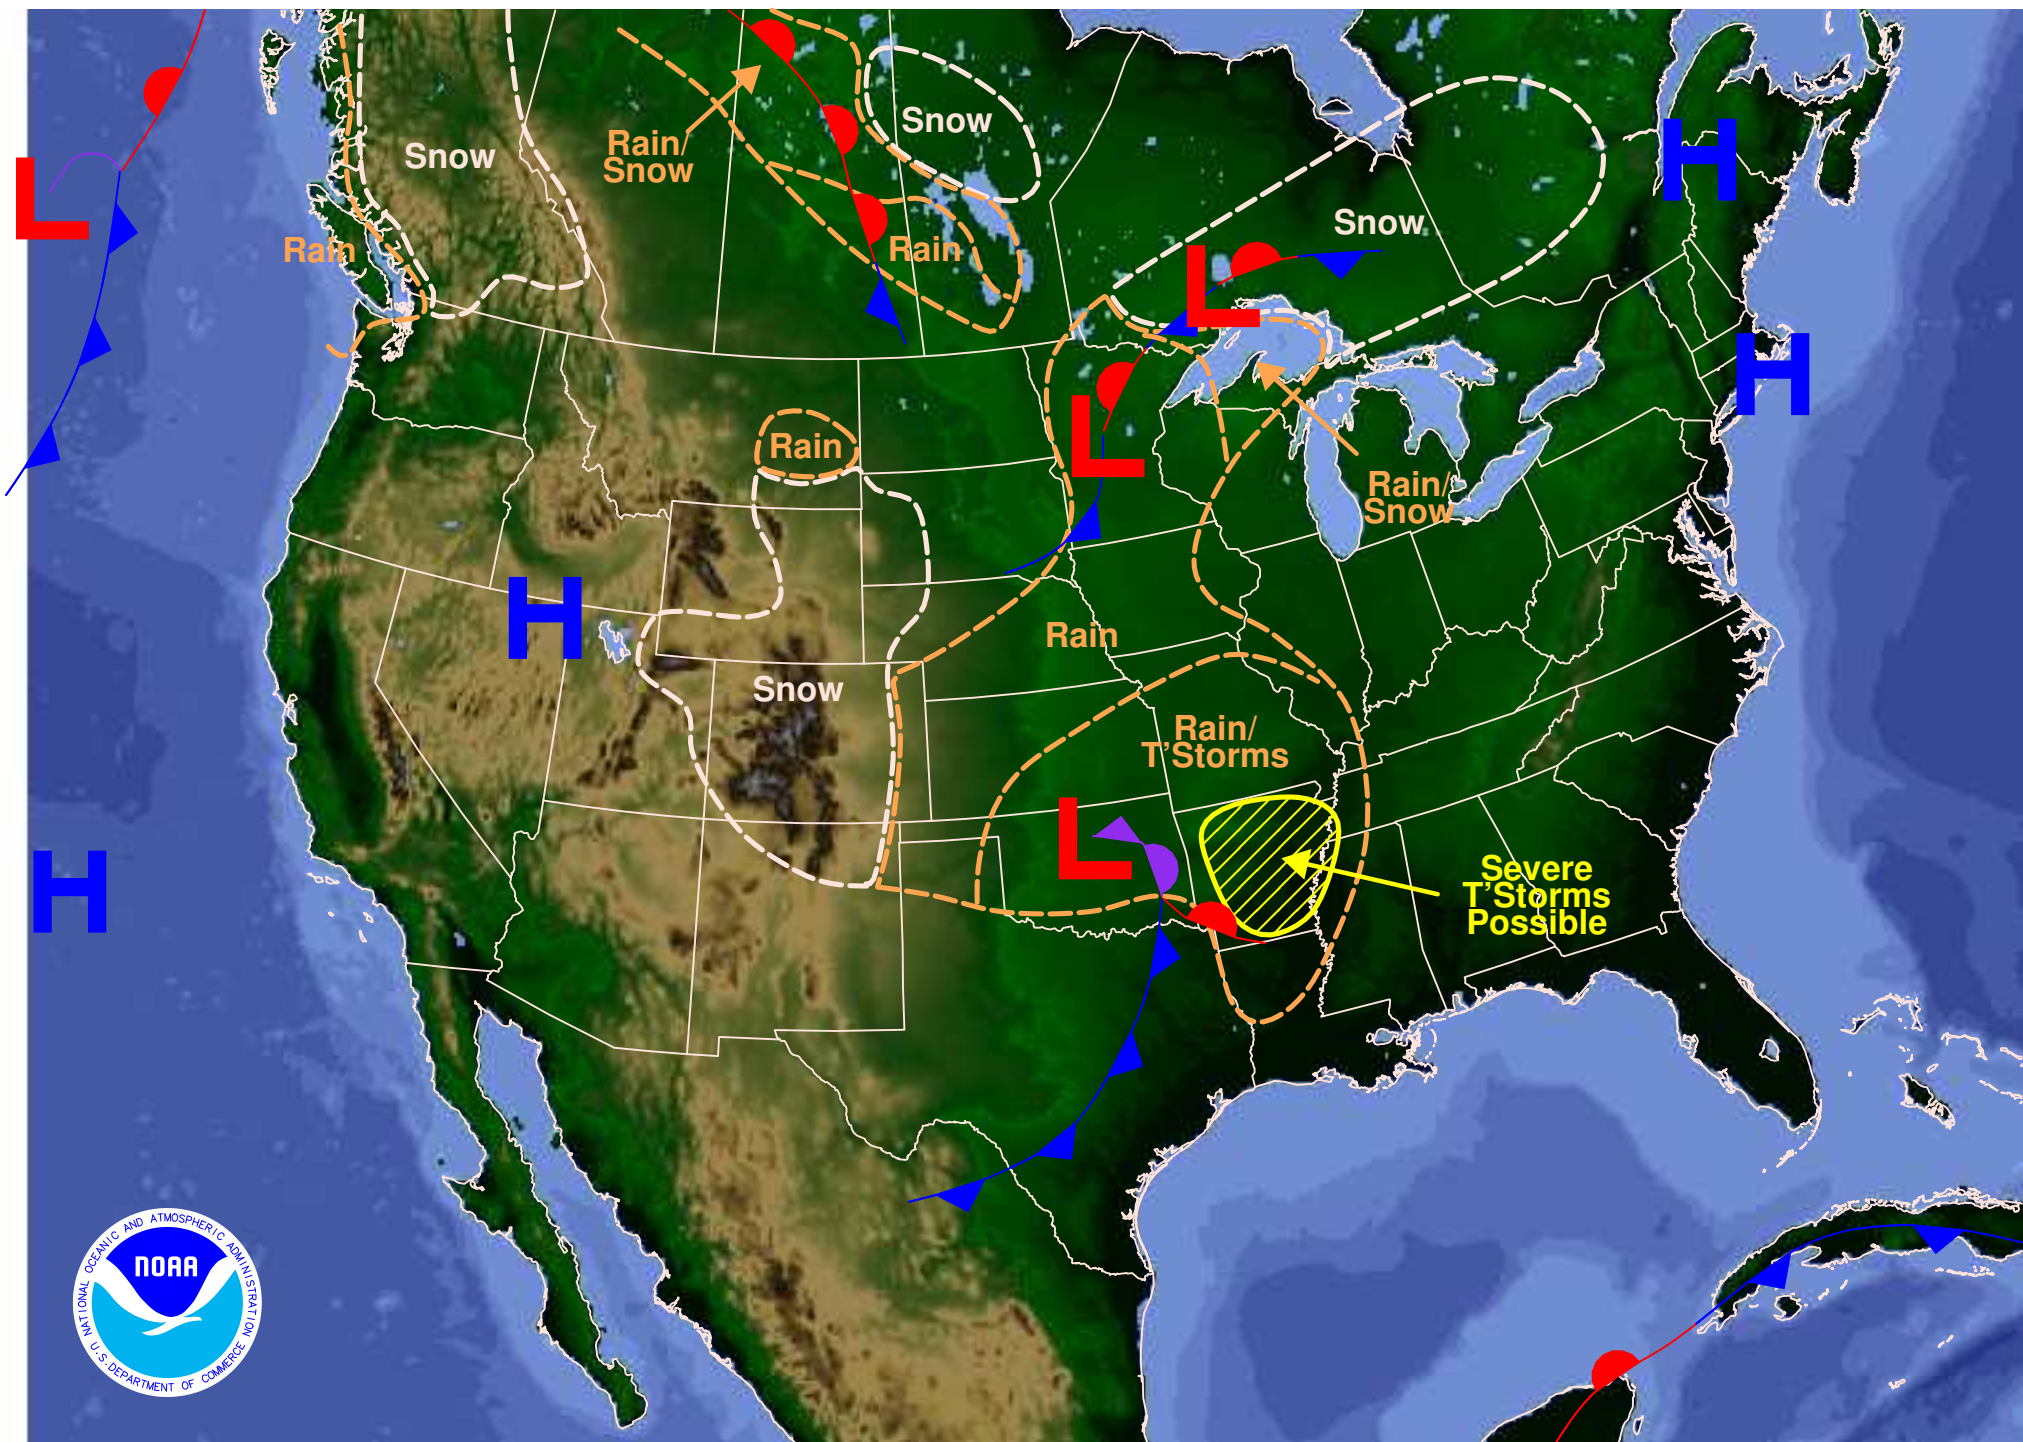 Snow
Rain/
Snow
Snow
Snow
Rain
Rain
H
L
L
H
L
Rain
Rain/
Snow
H
Rain
Snow
Rain/
T'Storms
L
H
Severe
T'Storms
Possible
NOAA
NATIONAL OCEANIC AND ATMOSPHERIC ADMINISTRATION
U.S. DEPARTMENT OF COMMERCE